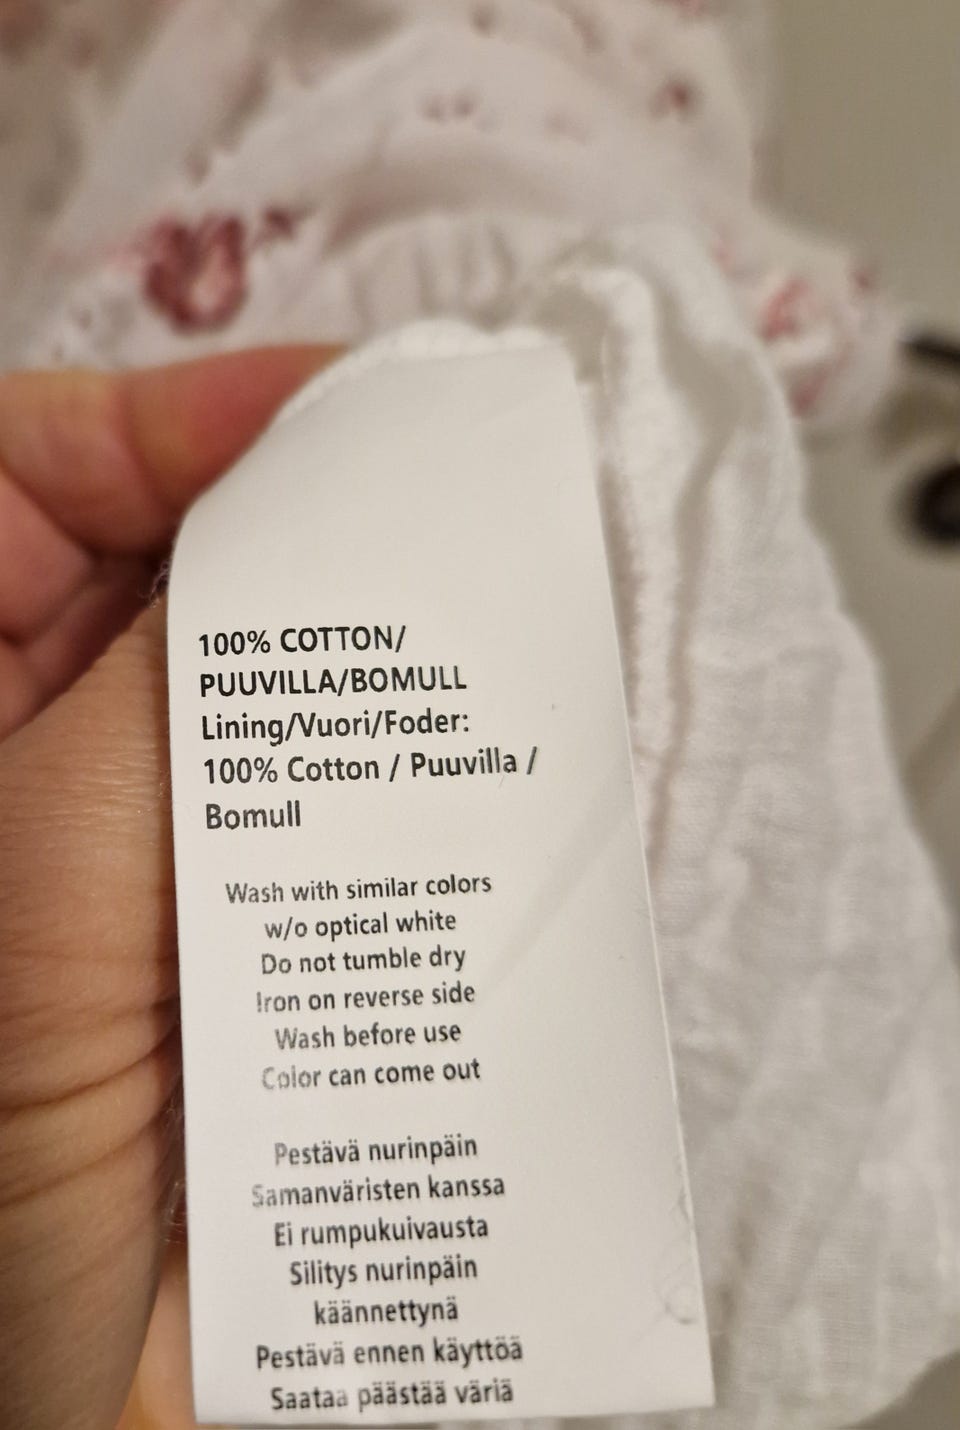 100% COTTON/
PUUVILLA/BOMULL
Lining/Vuori/Foder:
100% Cotton / Puuvilla /
Bomull
Wash with similar colors
w/o optical white
Do not tumble dry
Iron on reverse side
Wash before use
Color can come out
Pestävä nurinpäin
Samanväristen kanssa
Ei rumpukuivausta
Silitys nurinpäin
käännettynä
Pestävä ennen käyttöä
Saataa päästää väriä